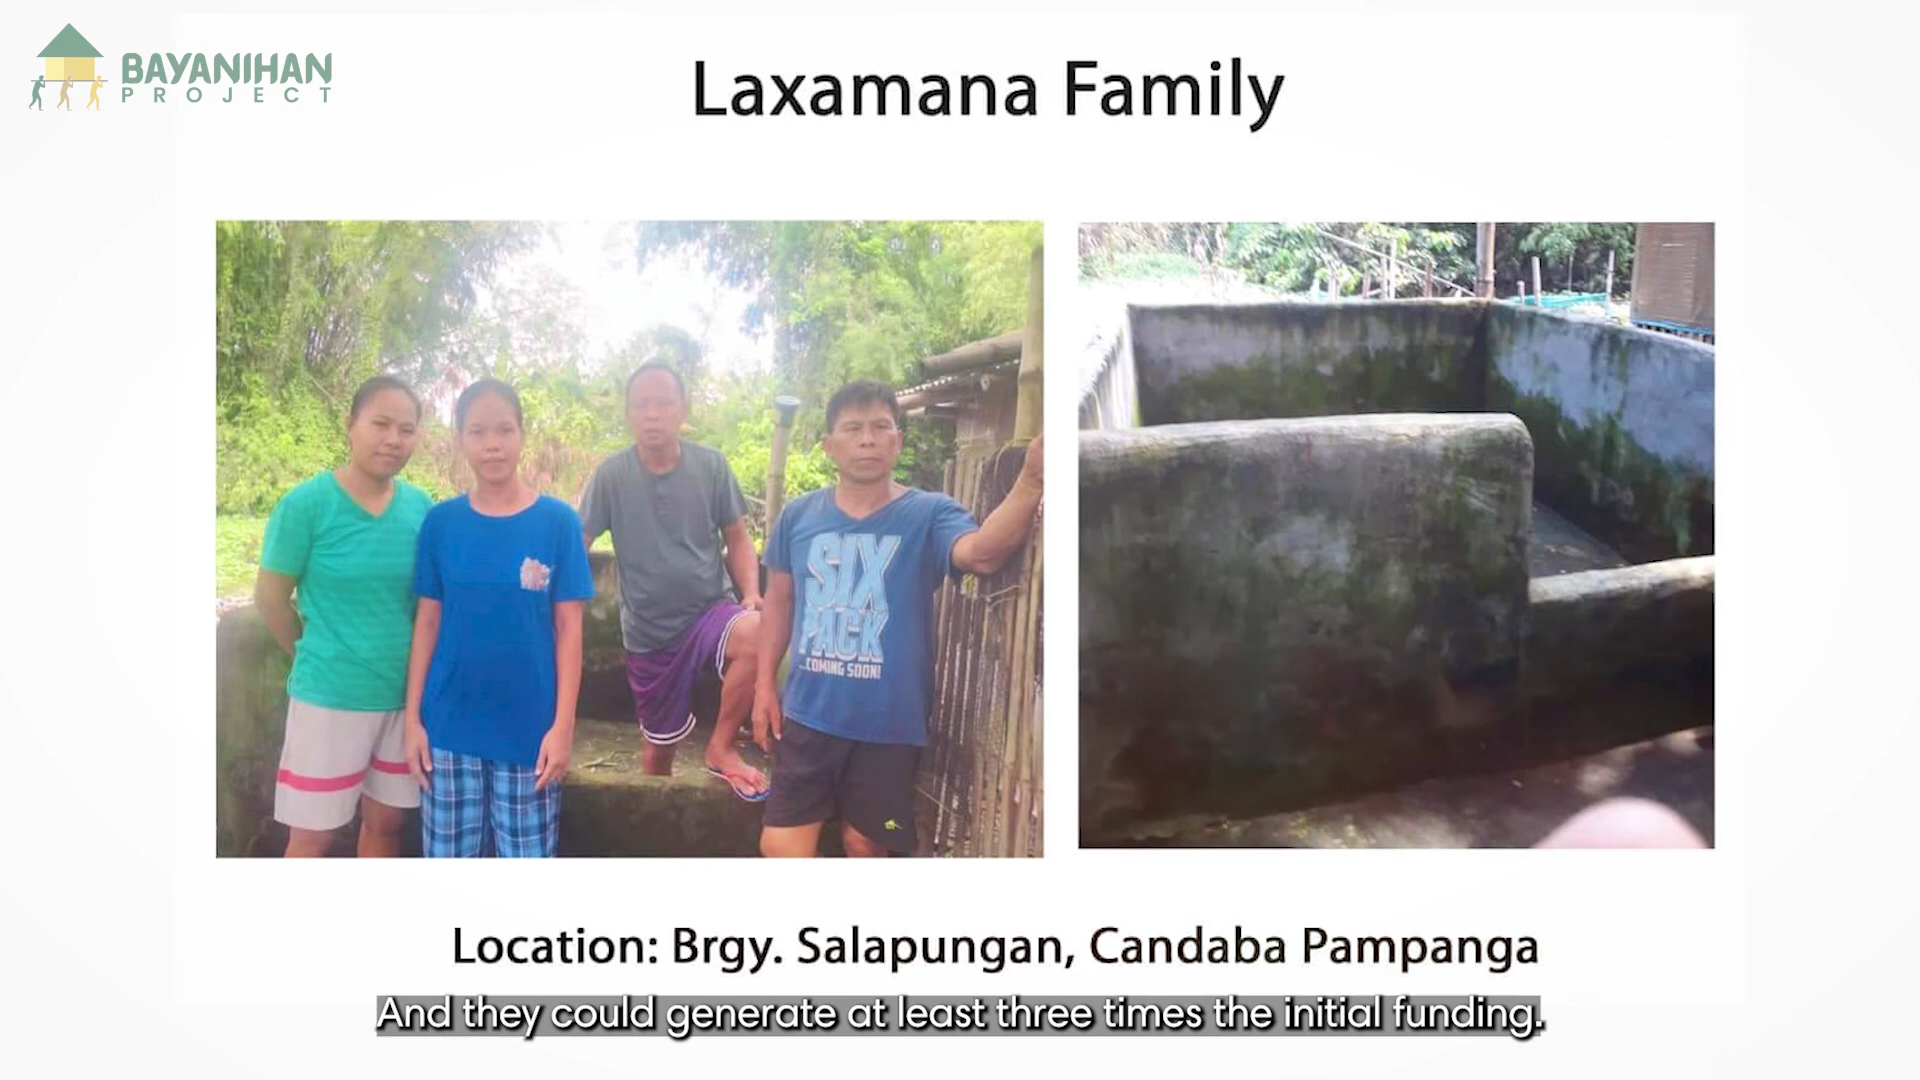 BAYANIHAN
PROJECT
Laxamana Family
SIX
PACK
...COMING SOON!
Location: Brgy. Salapungan, Candaba Pampanga
And they could generate at least three times the initial funding.